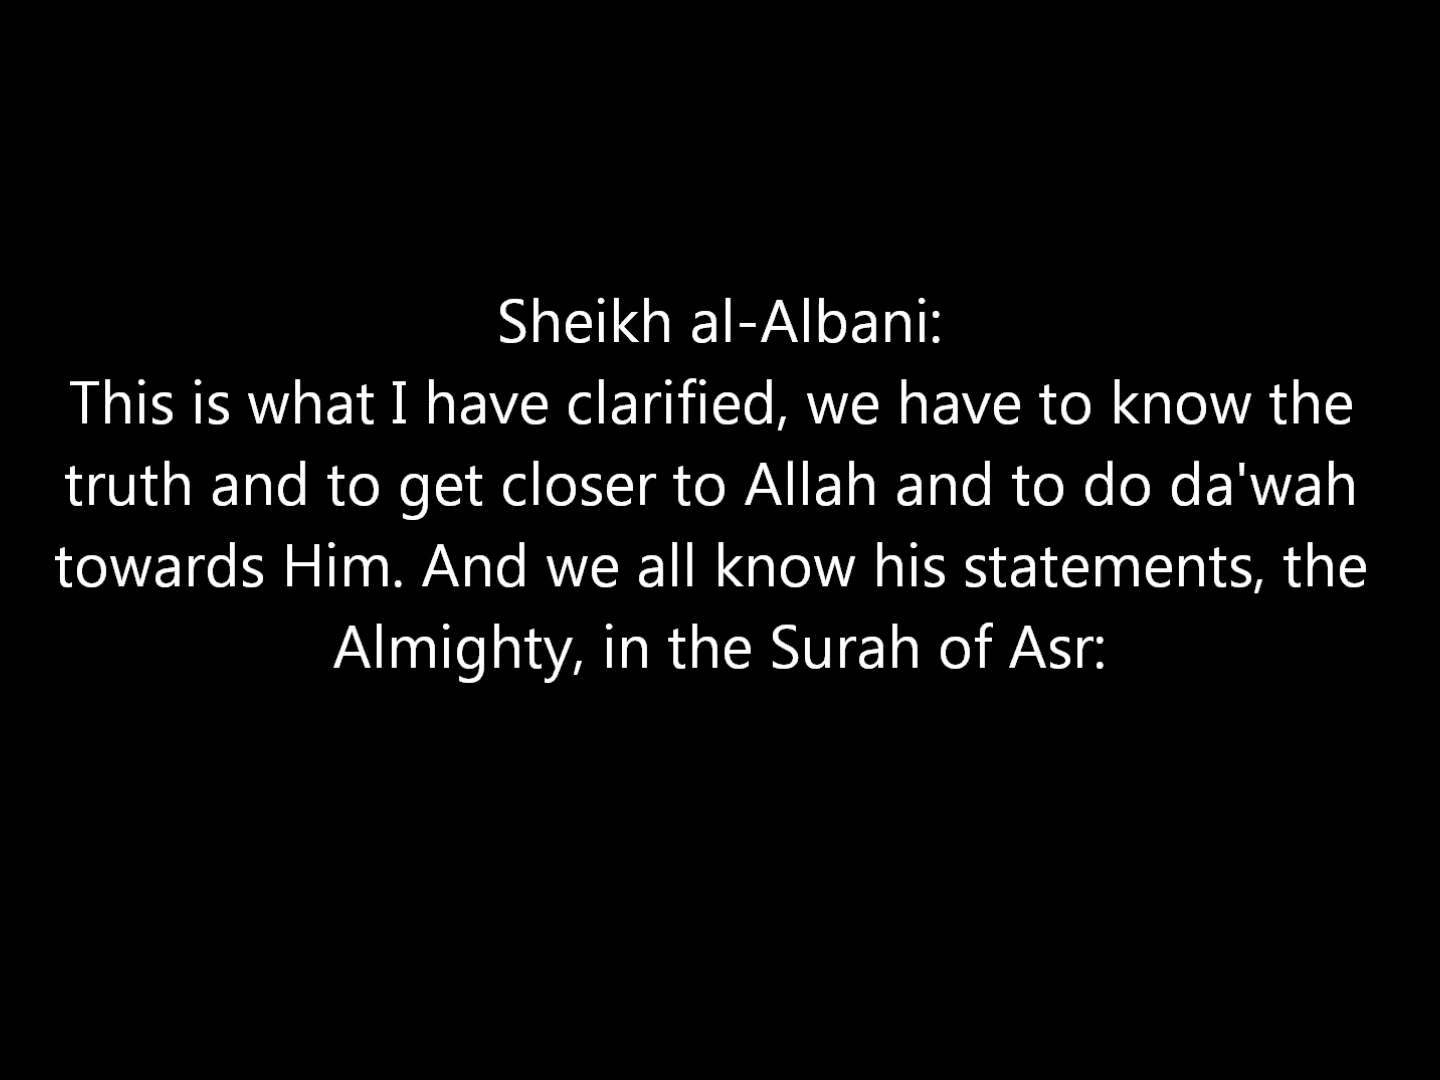 Sheikh al-Albani:
This is what I have clarified, we have to know the
truth and to get closer to Allah and to do da'wah
towards Him. And we all know his statements, the
Almighty, in the Surah of Asr: